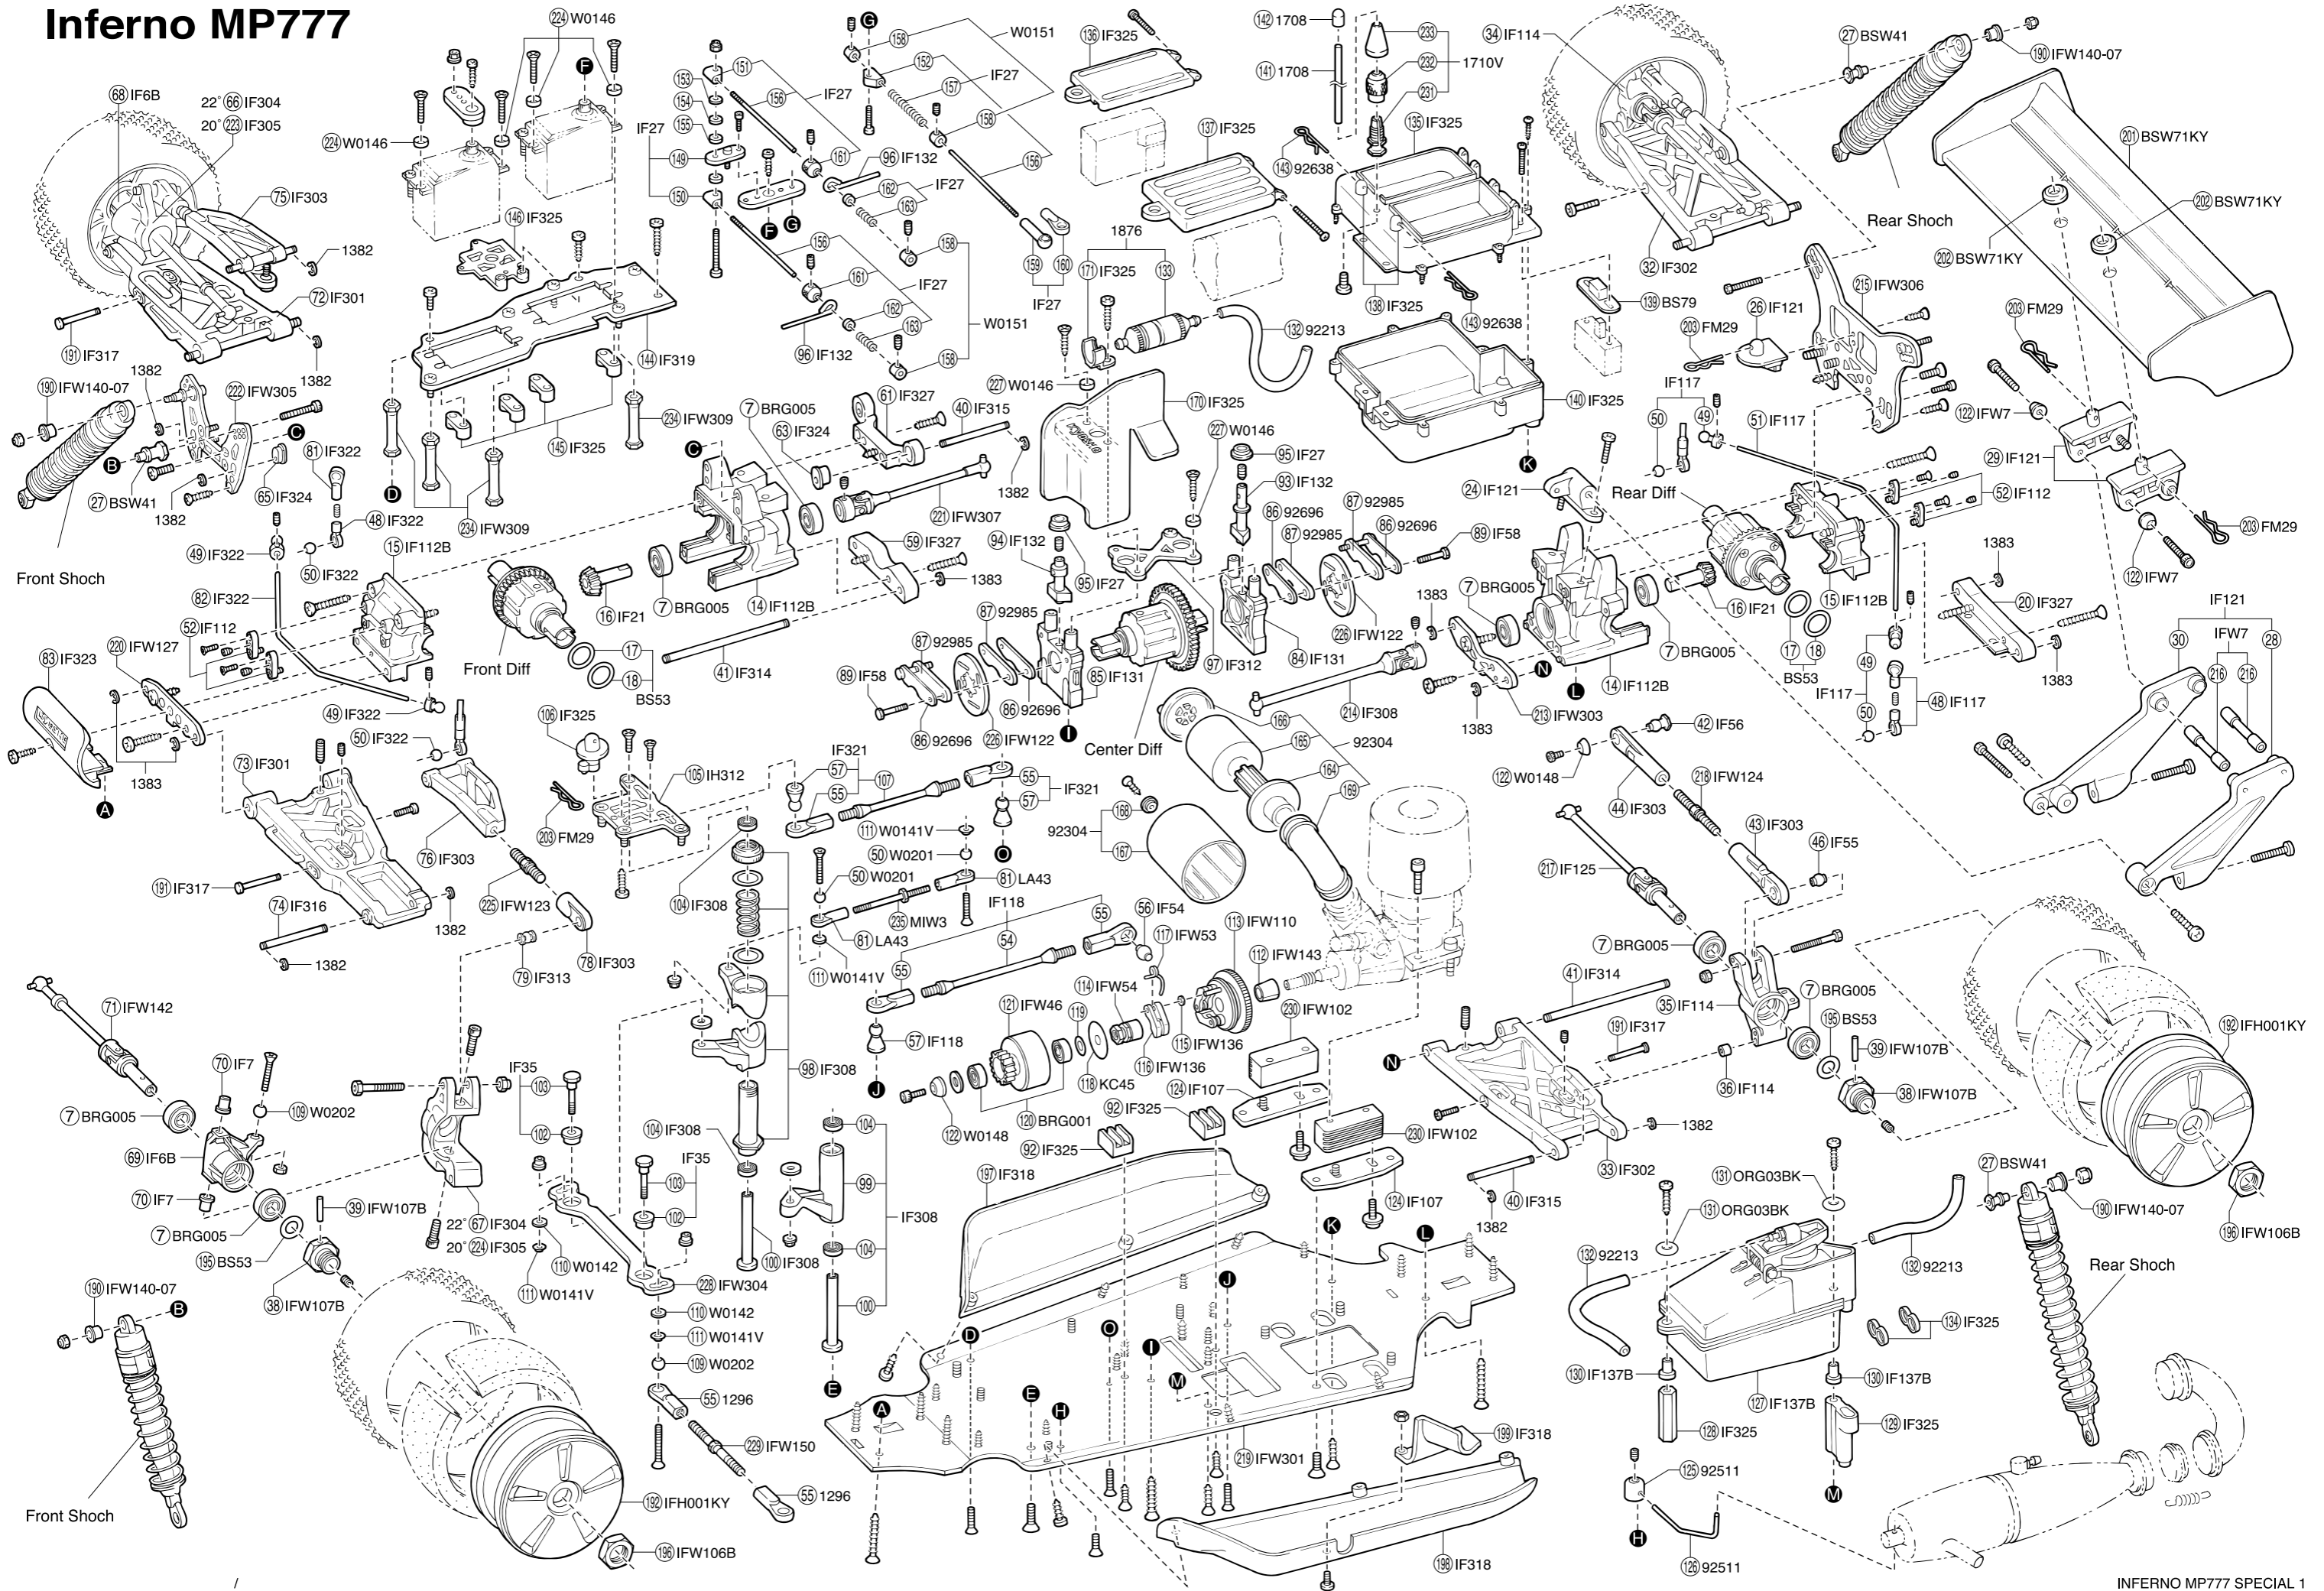 Inferno MP777
68 IF6B
22° 66 IF304
20° 223 IF305
75 IF303
1382
72 IF301
191 IF317
1382
224 W0146
224 W0146
F
146 IF325
144 IF319
145 IF325
234 IFW309
234 IFW309
D
190 IFW140-07
1382
222 IFW305
C
B
27 BSW41
1382
65 IF324
81 IF322
48 IF322
49 IF322
50 IF322
15 IF112B
Front Shoch
82 IF322
52 IF112
220 IFW127
83 IF323
1383
A
49 IF322
50 IF322
73 IF301
76 IF303
191 IF317
74 IF316
1382
1382
225 IFW123
78 IF303
79 IF313
G
158
W0151
152
157 IF27
158
156
151
153
154
155
156
IF27
IF27
149
150
161
96 IF132
162 IF27
163
F G
158
156
161
IF27
162
163
W0151
158
96 IF132
159 160
IF27
136 IF325
137 IF325
142 1708
141 1708
233
232 1710V
231
143 92638
135 IF325
138 IF325
143 92638
1876
171 IF325
133
132 92213
227 W0146
170 IF325
139 BS79
140 IF325
K
34 IF114
32 IF302
27 BSW41
190 IFW140-07
Rear Shoch
201 BSW71KY
202 BSW71KY
202 BSW71KY
215 IFW306
26 IF121
203 FM29
203 FM29
122 IFW7
29 IF121
203 FM29
122 IFW7
IF117
50 49
51 IF117
24 IF121
Rear Diff
52 IF112
7 BRG005
63 IF324
61 IF327
40 IF315
1382
C
221 IFW307
59 IF327
1383
14 IF112B
7 BRG005
16 IF21
Front Diff
17
18
BS53
41 IF314
227 W0146
95 IF27
93 IF132
94 IF132
95 IF27
86 92696
87 92985
87 92985
86 92696
89 IF58
97 IF312
84 IF131
226 IFW122
85 IF131
87 92985
87 92985
89 IF58
86 92696
86 92696
226 IFW122
I
Center Diff
1383
7 BRG005
214 IF308
213 IFW303
1383
N
L
14 IF112B
7 BRG005
16 IF21
15 IF112B
17 18
BS53
1383
20 IF327
1383
49
IF117
50
48 IF117
IF121
IFW7
30
28
216
216
106 IF325
105 IH312
203 FM29
IF321
57
55
107
55
57
IF321
O
111 W0141V
50 W0201
50 W0201
81 LA43
235 MIW3
81 LA43
111 W0141V
104 IF308
98 IF308
IF118
55
54
55
57 IF118
J
56 IF54
117 IFW53
113 IFW110
112 IFW143
114 IFW54
121 IFW46
119
115 IFW136
116 IFW136
118 KC45
120 BRG001
122 W0148
166
165
92304
164
169
168
92304
167
42 IF56
122 W0148
44 IF303
218 IFW124
43 IF303
46 IF55
217 IF125
7 BRG005
41 IF314
35 IF114
7 BRG005
195 BS53
39 IFW107B
38 IFW107B
36 IF114
191 IF317
192 IFH001KY
196 IFW106B
N
1382
33 IF302
40 IF315
1382
230 IFW102
124 IF107
92 IF325
92 IF325
230 IFW102
124 IF107
71 IFW142
7 BRG005
70 IF7
109 W0202
69 IF6B
70 IF7
7 BRG005
195 BS53
39 IFW107B
38 IFW107B
22° 67 IF304
20° 224 IF305
IF35
103
102
110 W0142
111 W0141V
104 IF308
IF35
103
102
100 IF308
228 IFW304
110 W0142
111 W0141V
109 W0202
55 1296
229 IFW150
55 1296
104
99
IF308
104
100
E
197 IF318
190 IFW140-07
B
Front Shoch
192 IFH001KY
196 IFW106B
A
D
E
H
O
I
M
J
K
L
219 IFW301
199 IF318
198 IF318
131 ORG03BK
131 ORG03BK
132 92213
132 92213
27 BSW41
190 IFW140-07
Rear Shoch
134 IF325
130 IF137B
130 IF137B
127 IF137B
128 IF325
129 IF325
M
125 92511
H
126 92511
/
INFERNO MP777 SPECIAL 1